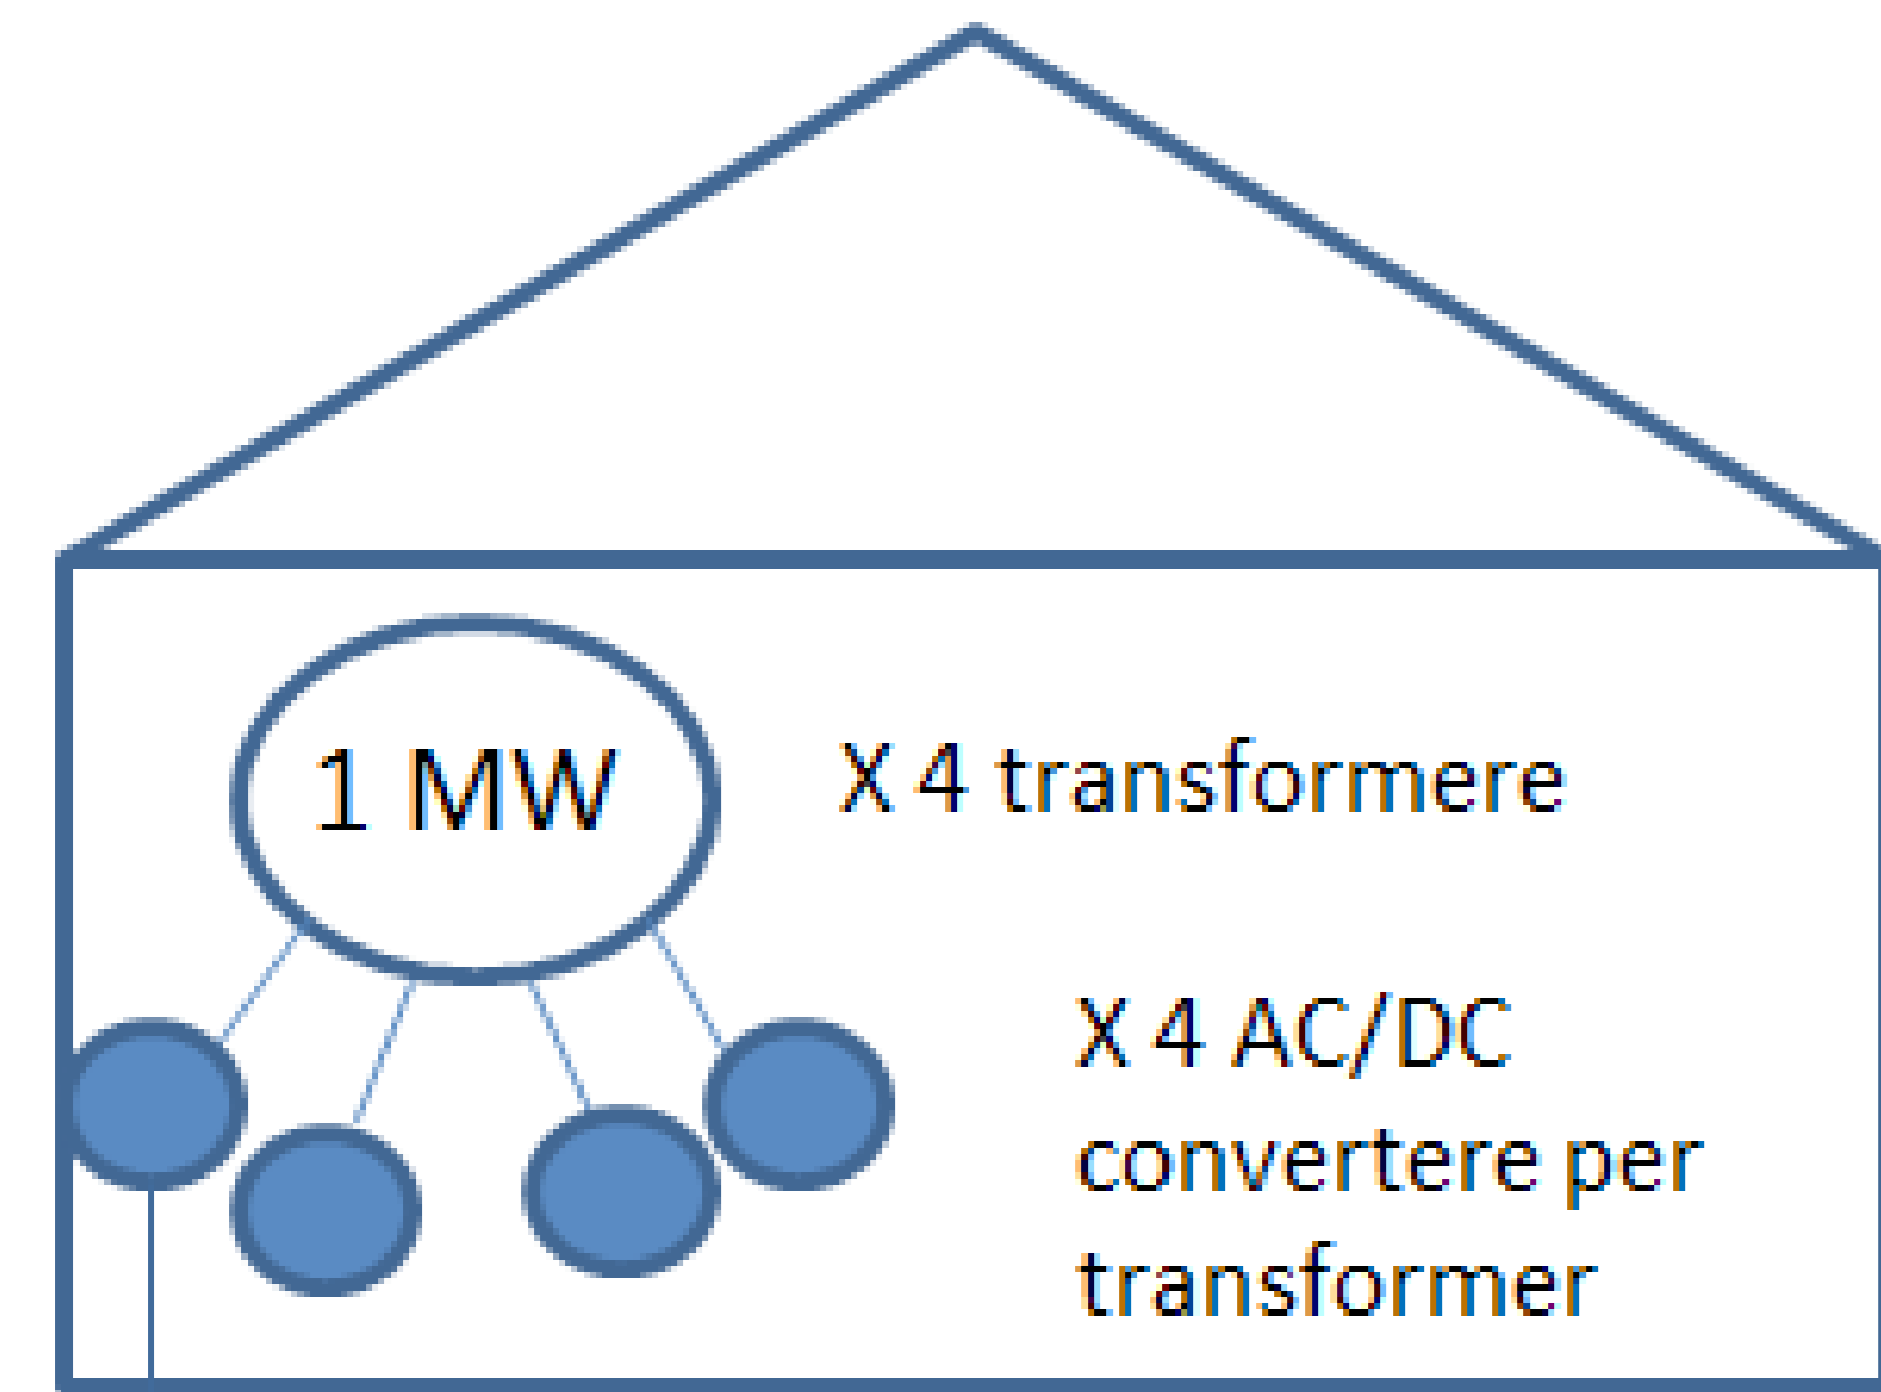 1 MW
X 4 transformere
X 4 AC/DC
convertere per
transformer